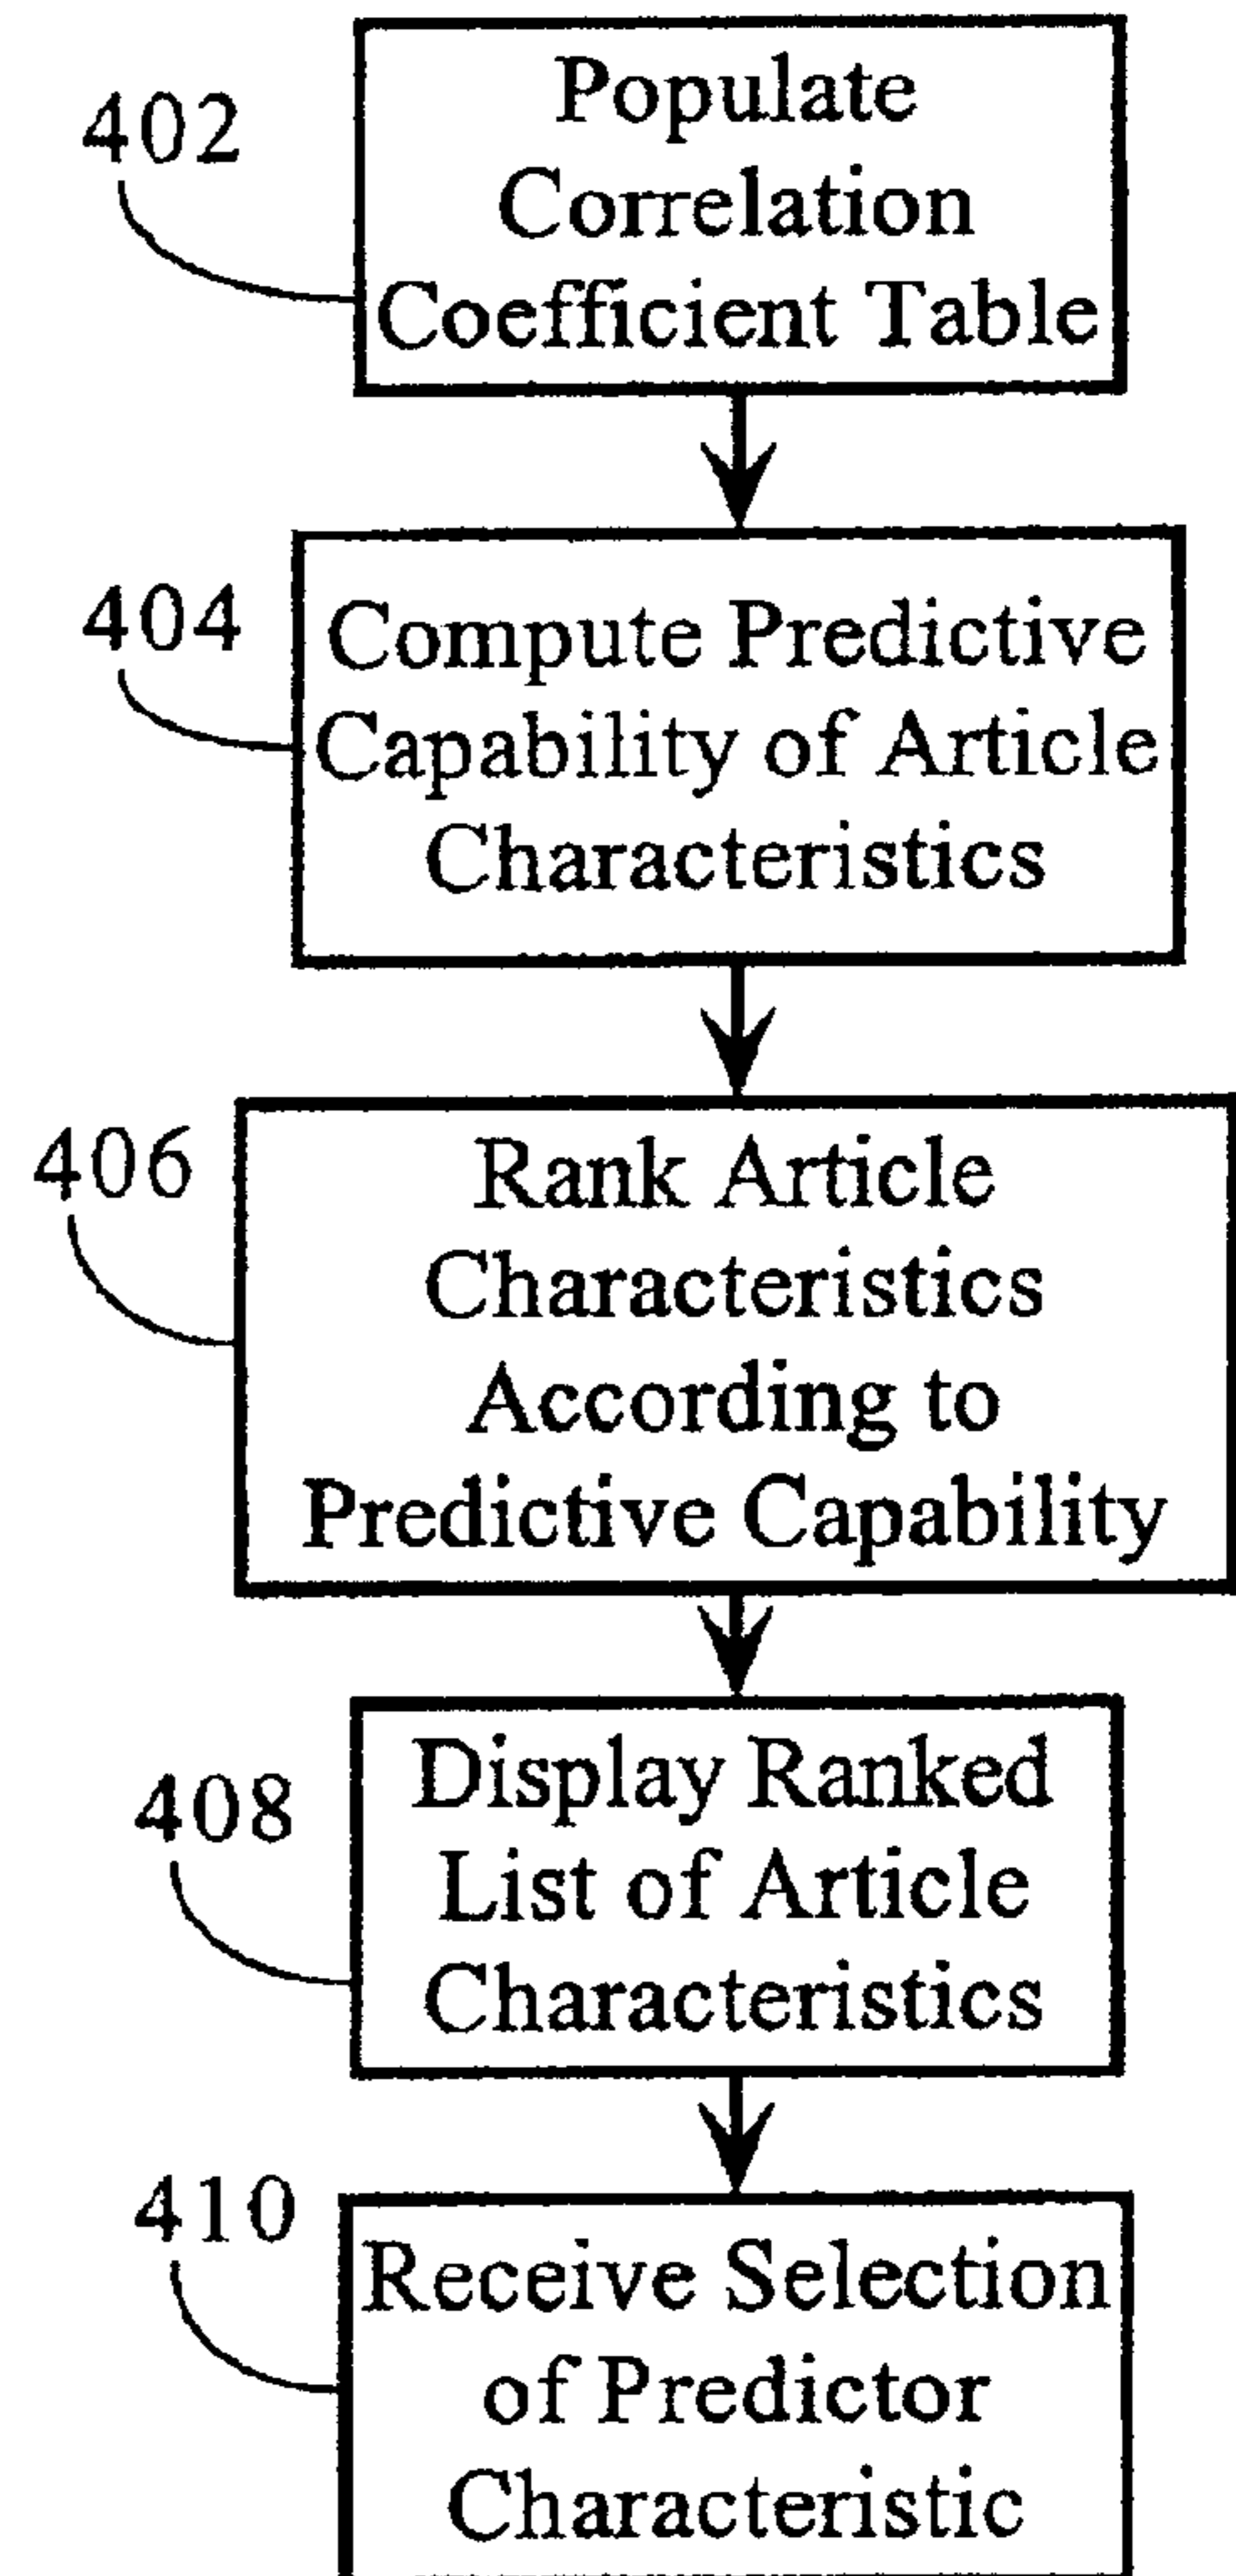 402
Populate
Correlation
Coefficient Table
404
Compute Predictive
Capability of Article
Characteristics
406
Rank Article
Characteristics
According to
Predictive Capability
408
Display Ranked
List of Article
Characteristics
410
Receive Selection
of Predictor
Characteristic